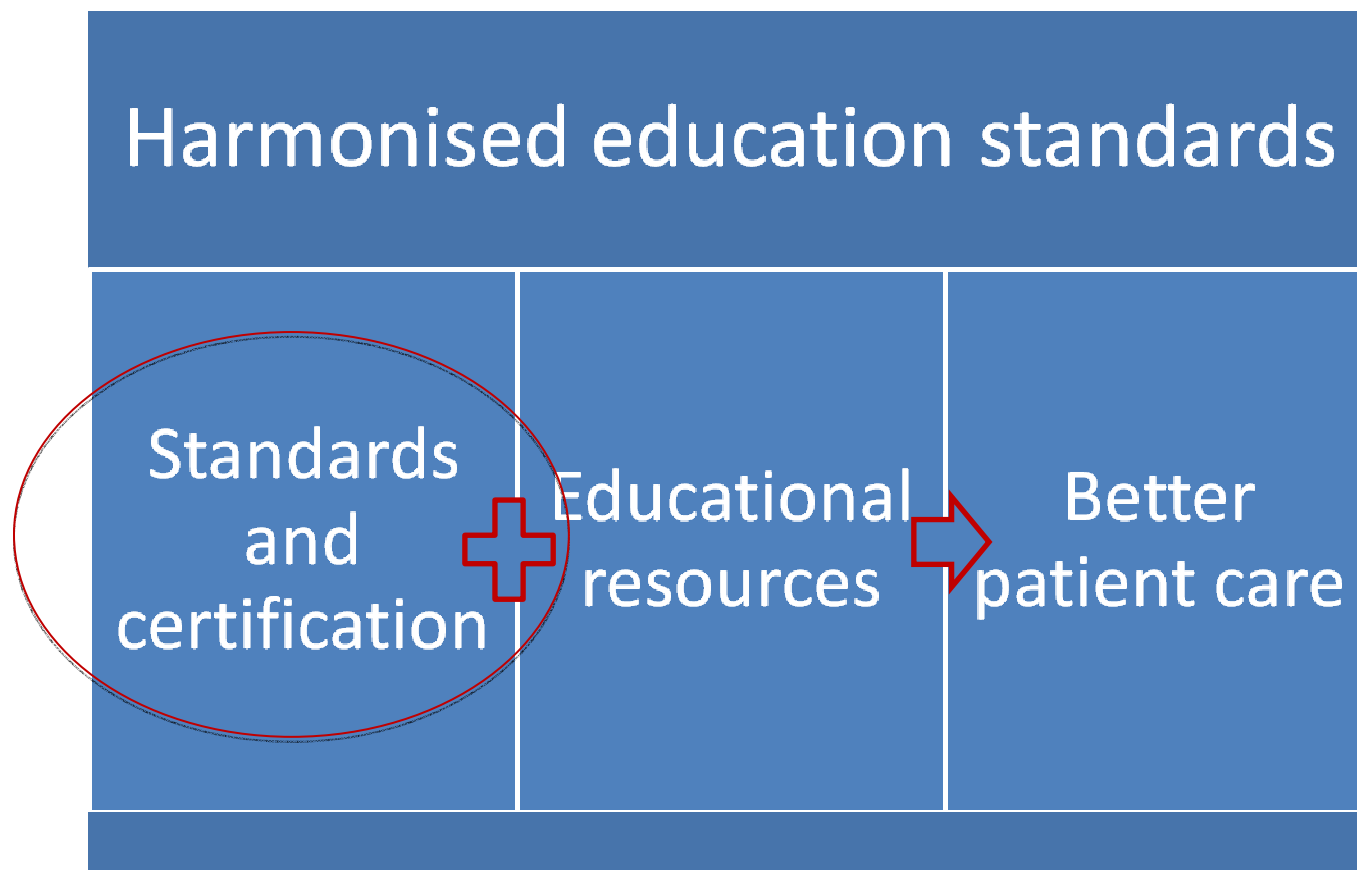 Harmonised education standards
Standards
and
certification
Educational
resources
Better
patient care